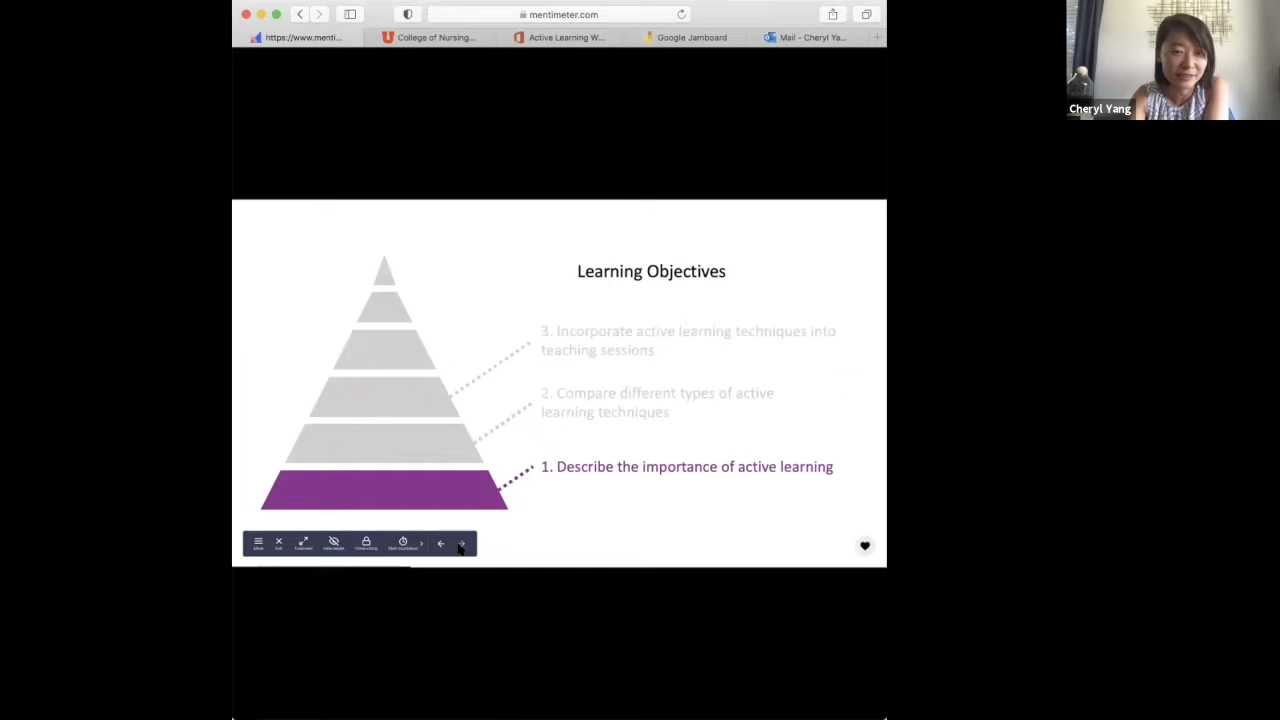 mentimeter.com
https://www.menti...
College of Nursing...
Active Learning W...
Google Jamboard
Mail - Cheryl Ya...
Cheryl Yang
Learning Objectives
3. Incorporate active learning techniques into
teaching sessions
2. Compare different types of active
learning techniques
1. Describe the importance of active learning